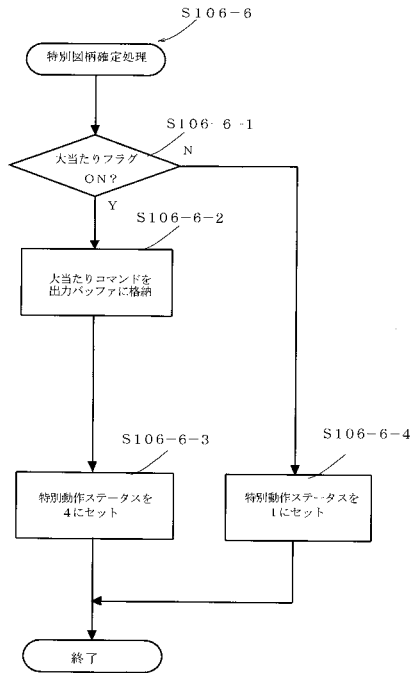 S106-6
特別図柄確定処理
S106-6-1
大当たりフラグ
ON?
N
Y
S106-6-2
大当たりコマンドを
出力バッファに格納
S106-6-3
S106-6-4
特別動作ステータスを
4にセット
特別動作ステータスを
1にセット
終了